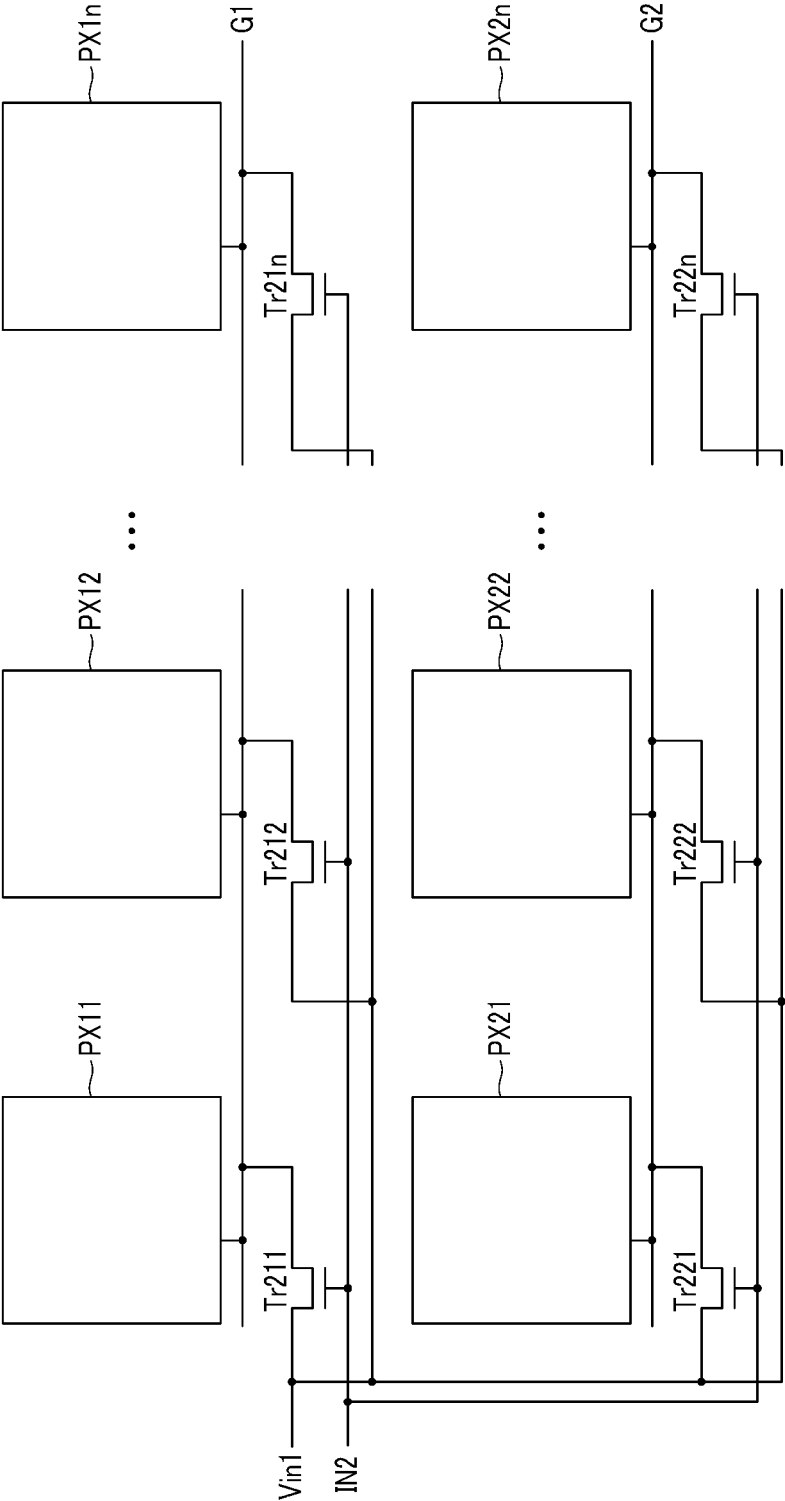 PX11
PX12
PX1n
...
G1
Tr211
Tr212
Tr21n
Vin1
IN2
PX21
PX22
PX2n
...
G2
Tr221
Tr222
Tr22n